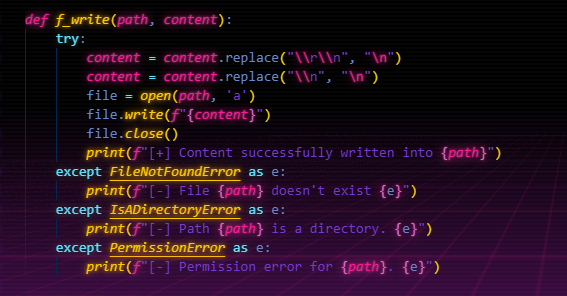 def f_write(path, content):
    try:
        content = content.replace("\\r\\n", "\n")
        content = content.replace("\\n", "\n")
        file = open(path, 'a')
        file.write(f"{content}")
        file.close()
        print(f"[+] Content successfully written into {path}")
    except FileNotFoundError as e:
        print(f"[-] File {path} doesn't exist {e}")
    except IsADirectoryError as e:
        print(f"[-] Path {path} is a directory. {e}")
    except PermissionError as e:
        print(f"[-] Permission error for {path}. {e}")